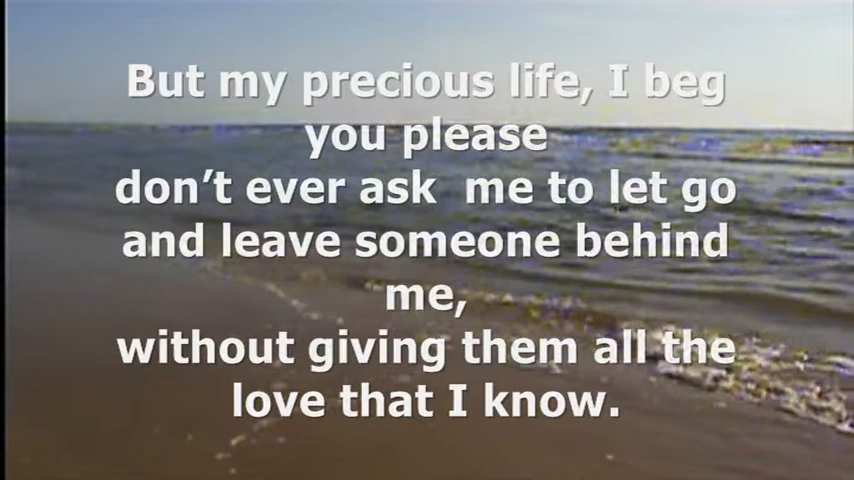 But my precious life, I beg
you please
don’t ever ask  me to let go
and leave someone behind
me,
without giving them all the
love that I know.